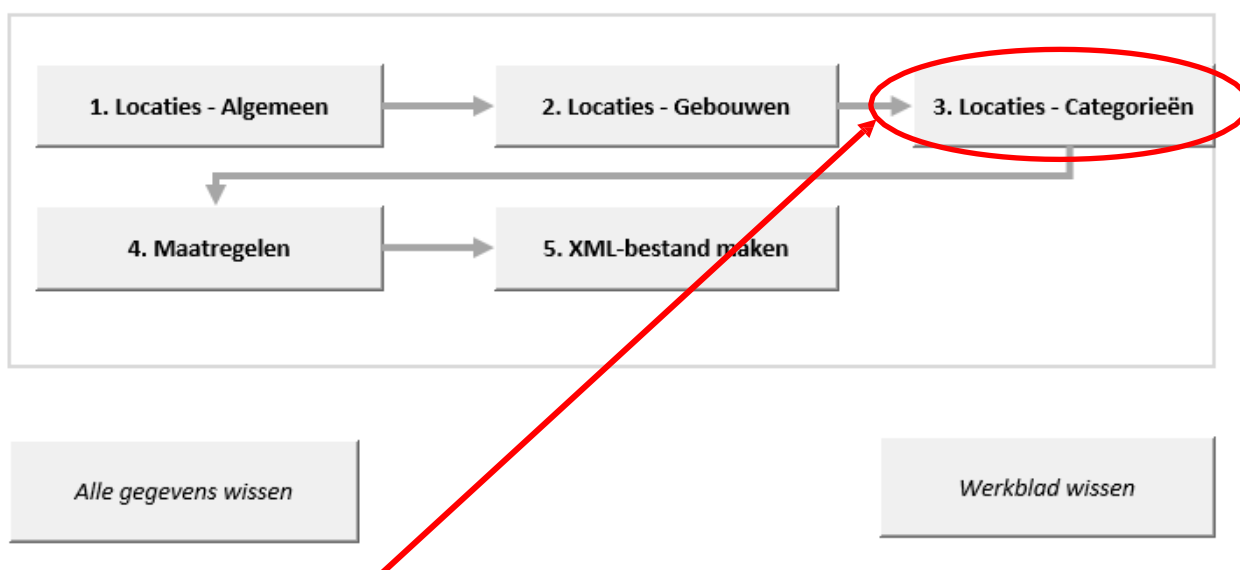 1. Locaties - Algemeen
2. Locaties - Gebouwen
3. Locaties - Categorieën
4. Maatregelen
5. XML-bestand maken
Alle gegevens wissen
Werkblad wissen